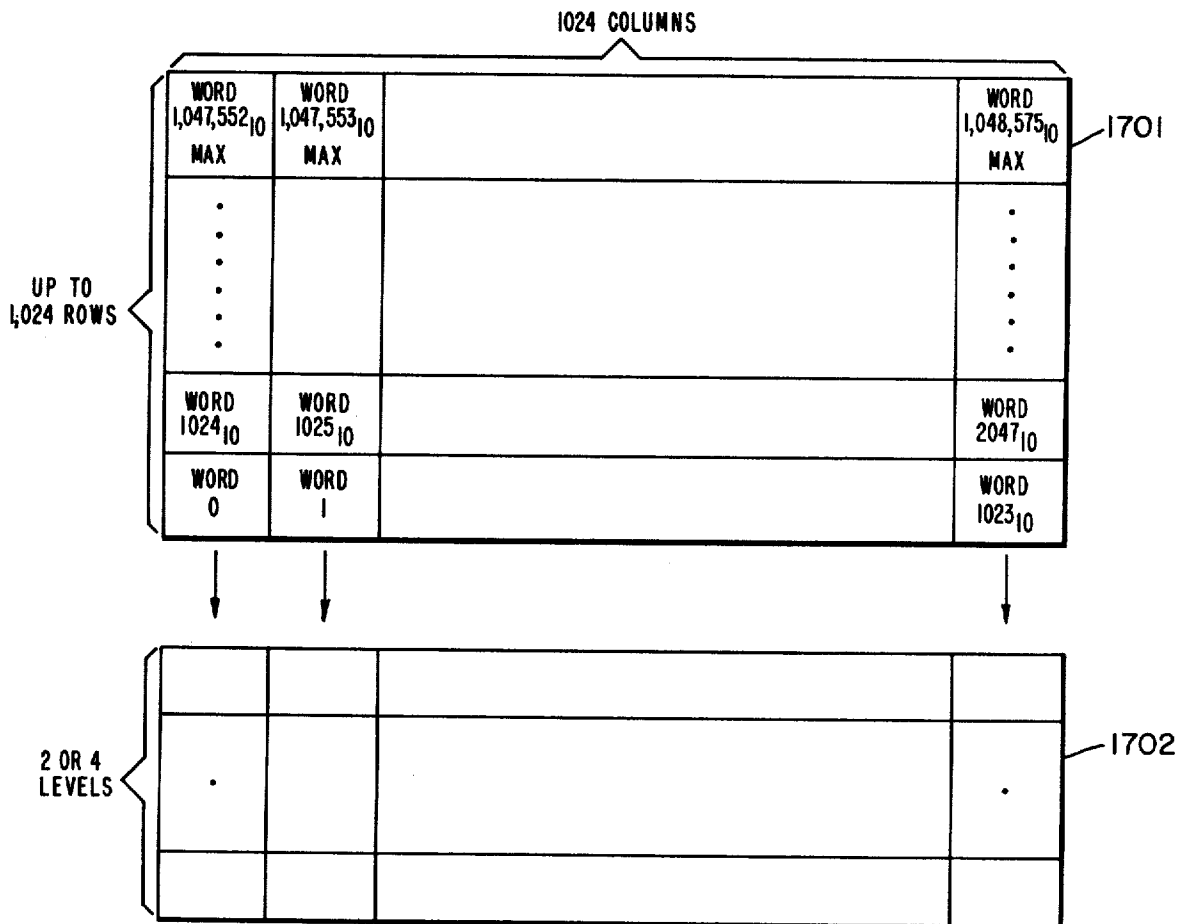 1024 COLUMNS
WORD 1,047,552₁₀ MAX
WORD 1,047,553₁₀ MAX
WORD 1,048,575₁₀ MAX
1701
UP TO 1,024 ROWS
WORD 1024₁₀
WORD 1025₁₀
WORD 2047₁₀
WORD 0
WORD 1
WORD 1023₁₀
2 OR 4 LEVELS
1702